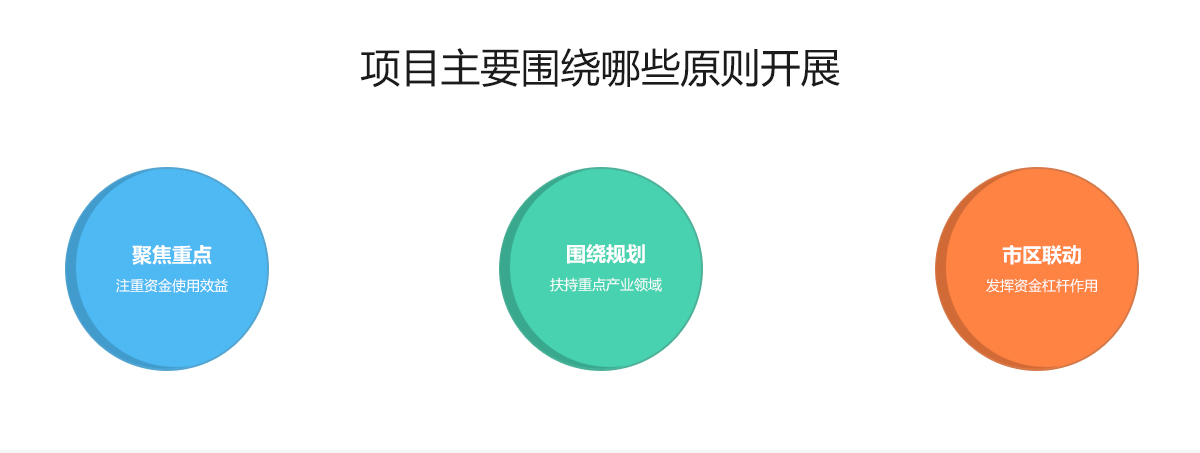 项目主要围绕哪些原则开展
聚焦重点
注重资金使用效益
围绕规划
扶持重点产业领域
市区联动
发挥资金杠杆作用